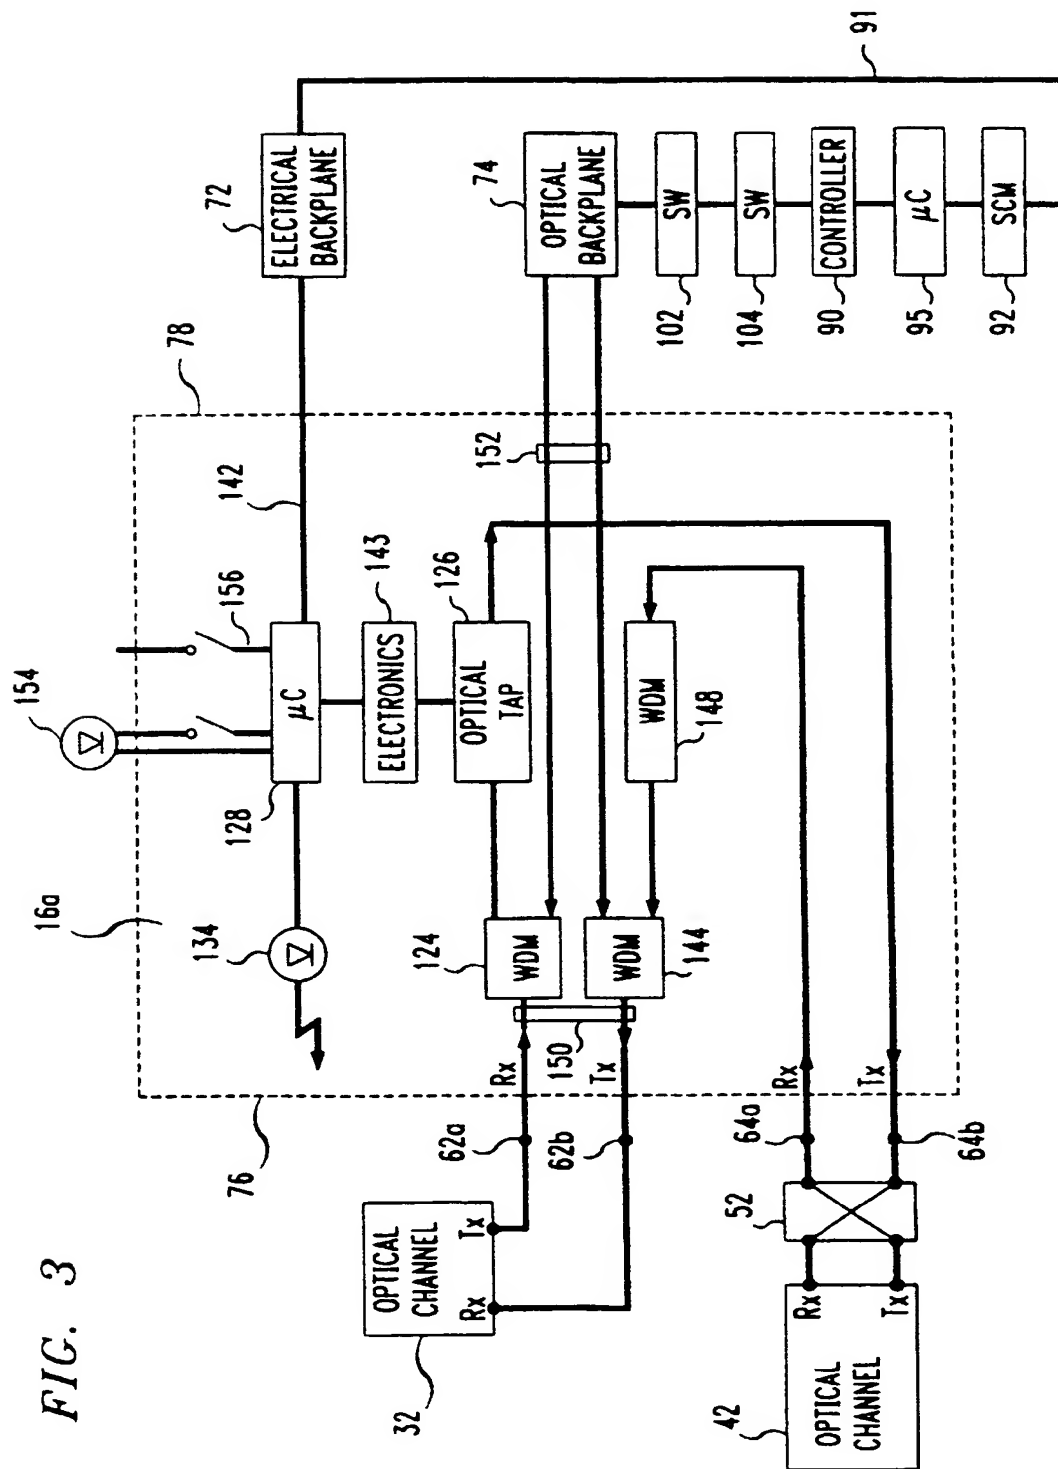 FIG. 3
76
16a
78
154
156
134
128
μC
142
72
ELECTRICAL
BACKPLANE
91
ELECTRONICS
143
OPTICAL
TAP
126
124
WDM
152
74
OPTICAL
BACKPLANE
32
OPTICAL
CHANNEL
Rx
Tx
62a
Rx
150
62b
Tx
WDM
144
WDM
148
102
SW
104
SW
90
CONTROLLER
95
μC
92
SCM
42
OPTICAL
CHANNEL
Rx
Tx
52
64a
Rx
64b
Tx